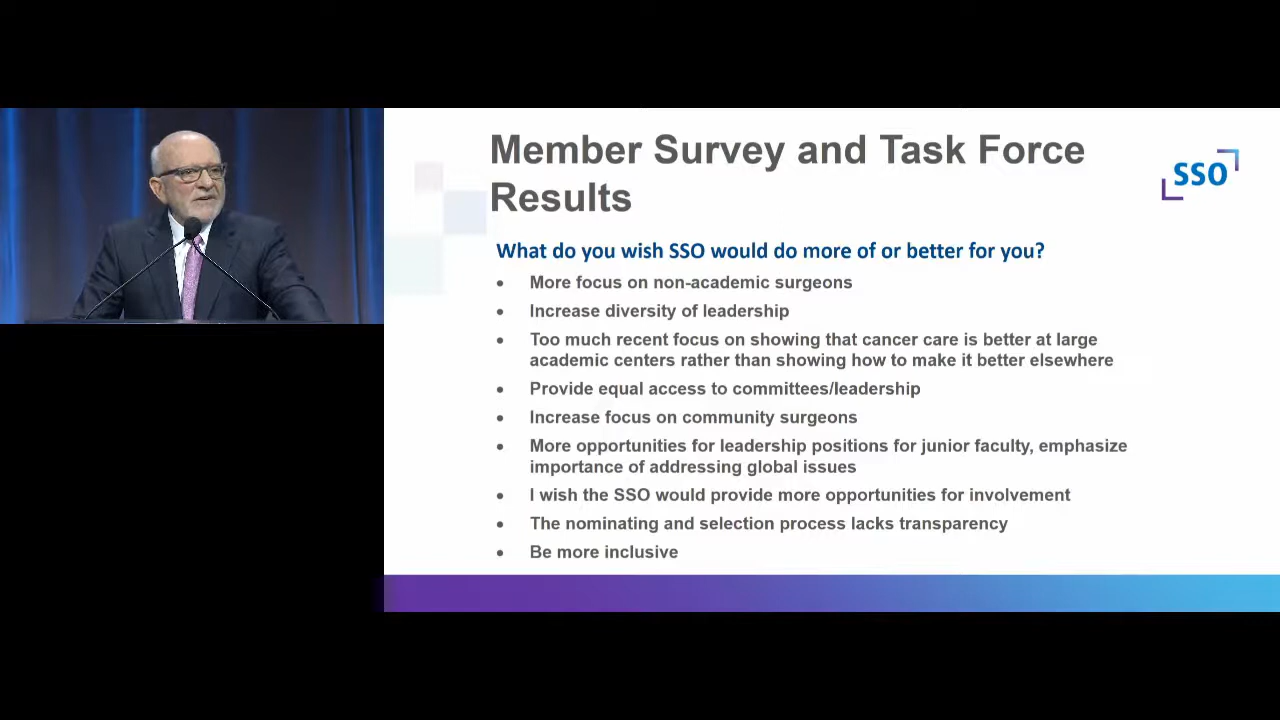 Member Survey and Task Force
Results
SSO
What do you wish SSO would do more of or better for you?
• More focus on non-academic surgeons
• Increase diversity of leadership
• Too much recent focus on showing that cancer care is better at large
academic centers rather than showing how to make it better elsewhere
• Provide equal access to committees/leadership
• Increase focus on community surgeons
• More opportunities for leadership positions for junior faculty, emphasize
importance of addressing global issues
• I wish the SSO would provide more opportunities for involvement
• The nominating and selection process lacks transparency
• Be more inclusive